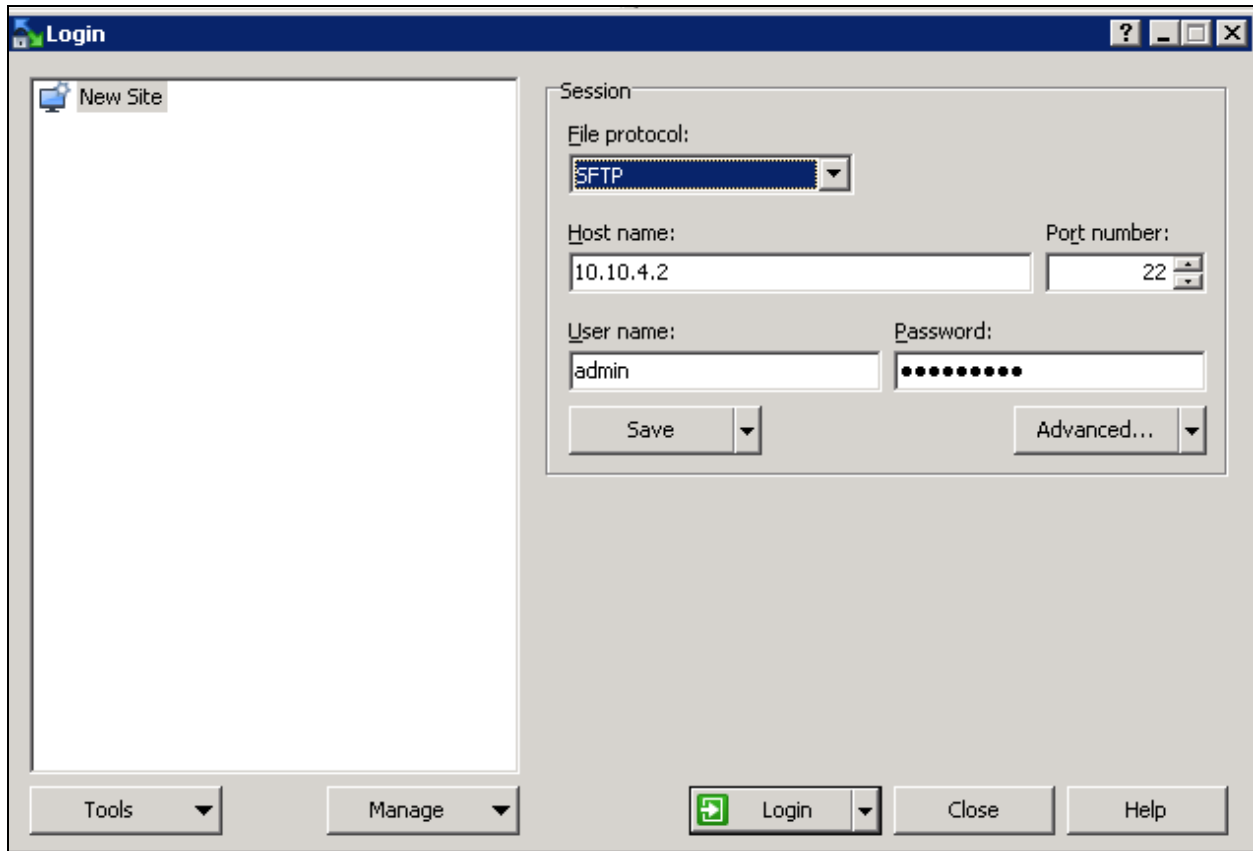 Login
?
New Site
Session
File protocol:
SFTP
Host name: Port number:
10.10.4.2 22
User name: Password:
admin •••••••••
Save Advanced...
Tools Manage Login Close Help